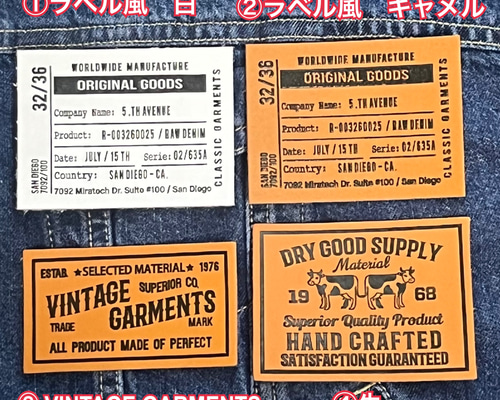 ①ラベル風 白
②ラベル風 キャメル
WORLDWIDE MANUFACTURE
ORIGINAL GOODS
32/36
Company Name: 5.TH AVENUE
Product: R-003260025 / RAW DENIM
Date: JULY / 15 TH Serie: 02/635A
Country: SAN DIEGO - CA.
SAN DIEGO
7092/100
7092 Miratech Dr. Suite #100 / San Diego
CLASSIC GARMENTS
WORLDWIDE MANUFACTURE
ORIGINAL GOODS
32/36
Company Name: 5.TH AVENUE
Product: R-003260025 / RAW DENIM
Date: JULY / 15 TH Serie: 02/635A
Country: SAN DIEGO - CA.
SAN DIEGO
7092/100
7092 Miratech Dr. Suite #100 / San Diego
CLASSIC GARMENTS
ESTAB. ★SELECTED MATERIAL★ 1976
VINTAGE SUPERIOR CO.
GARMENTS
TRADE MARK
ALL PRODUCT MADE OF PERFECT
DRY GOOD SUPPLY
Material
19 68
Superior Quality Product
HAND CRAFTED
SATISFACTION GUARANTEED
VINTAGE GARMENTS